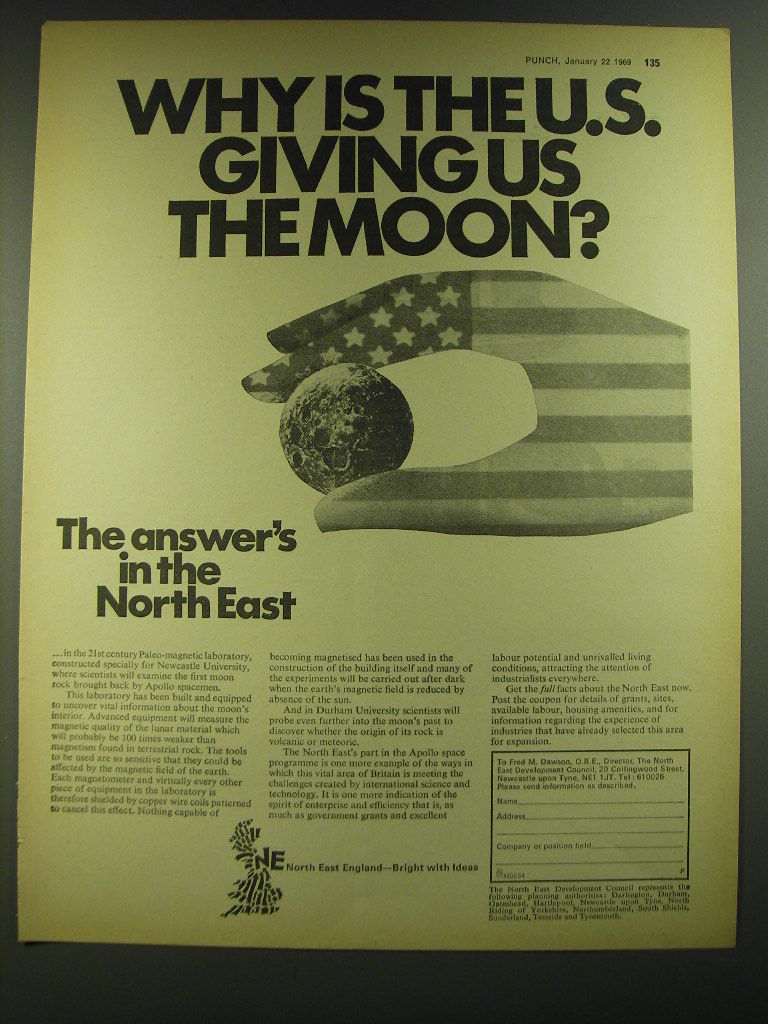 PUNCH, January 22 1969 135
WHY IS THE U.S.
GIVING US
THE MOON?
The answer's
in the
North East
...in the 21st century Paleo-magnetic laboratory,
constructed specially for Newcastle University,
where scientists will examine the first moon
rock brought back by Apollo spacemen.
This laboratory has been built and equipped
to uncover vital information about the moon's
interior. Advanced equipment will measure the
magnetic quality of the lunar material which
will probably be 100 times weaker than
magnetism found in terrestrial rock. The tools
to be used are so sensitive that they could be
affected by the magnetic field of the earth.
Each magnetometer and virtually every other
piece of equipment in the laboratory is
therefore shielded by copper wire coils patterned
to cancel this effect. Nothing capable of
becoming magnetised has been used in the
construction of the building itself and many of
the experiments will be carried out after dark
when the earth's magnetic field is reduced by
absence of the sun.
And in Durham University scientists will
probe even further into the moon's past to
discover whether the origin of its rock is
volcanic or meteoric.
The North East's part in the Apollo space
programme is one more example of the ways in
which this vital area of Britain is meeting the
challenges created by international science and
technology. It is one more indication of the
spirit of enterprise and efficiency that is, as
much as government grants and excellent
labour potential and unrivalled living
conditions, attracting the attention of
industrialists everywhere.
Get the full facts about the North East now.
Post the coupon for details of grants, sites,
available labour, housing amenities, and for
information regarding the experience of
industries that have already selected this area
for expansion.
To Fred M. Dawson, O.B.E., Director, The North
East Development Council, 20 Collingwood Street,
Newcastle upon Tyne, NE1 1JT. Tel: 610026.
Please send information as described.
Name
Address
Company or position held
P
NE North East England—Bright with Ideas
The North East Development Council represents the
following planning authorities: Darlington, Durham,
Gateshead, Hartlepool, Newcastle upon Tyne, North
Riding of Yorkshire, Northumberland, South Shields,
Sunderland, Teesside and Tynemouth.